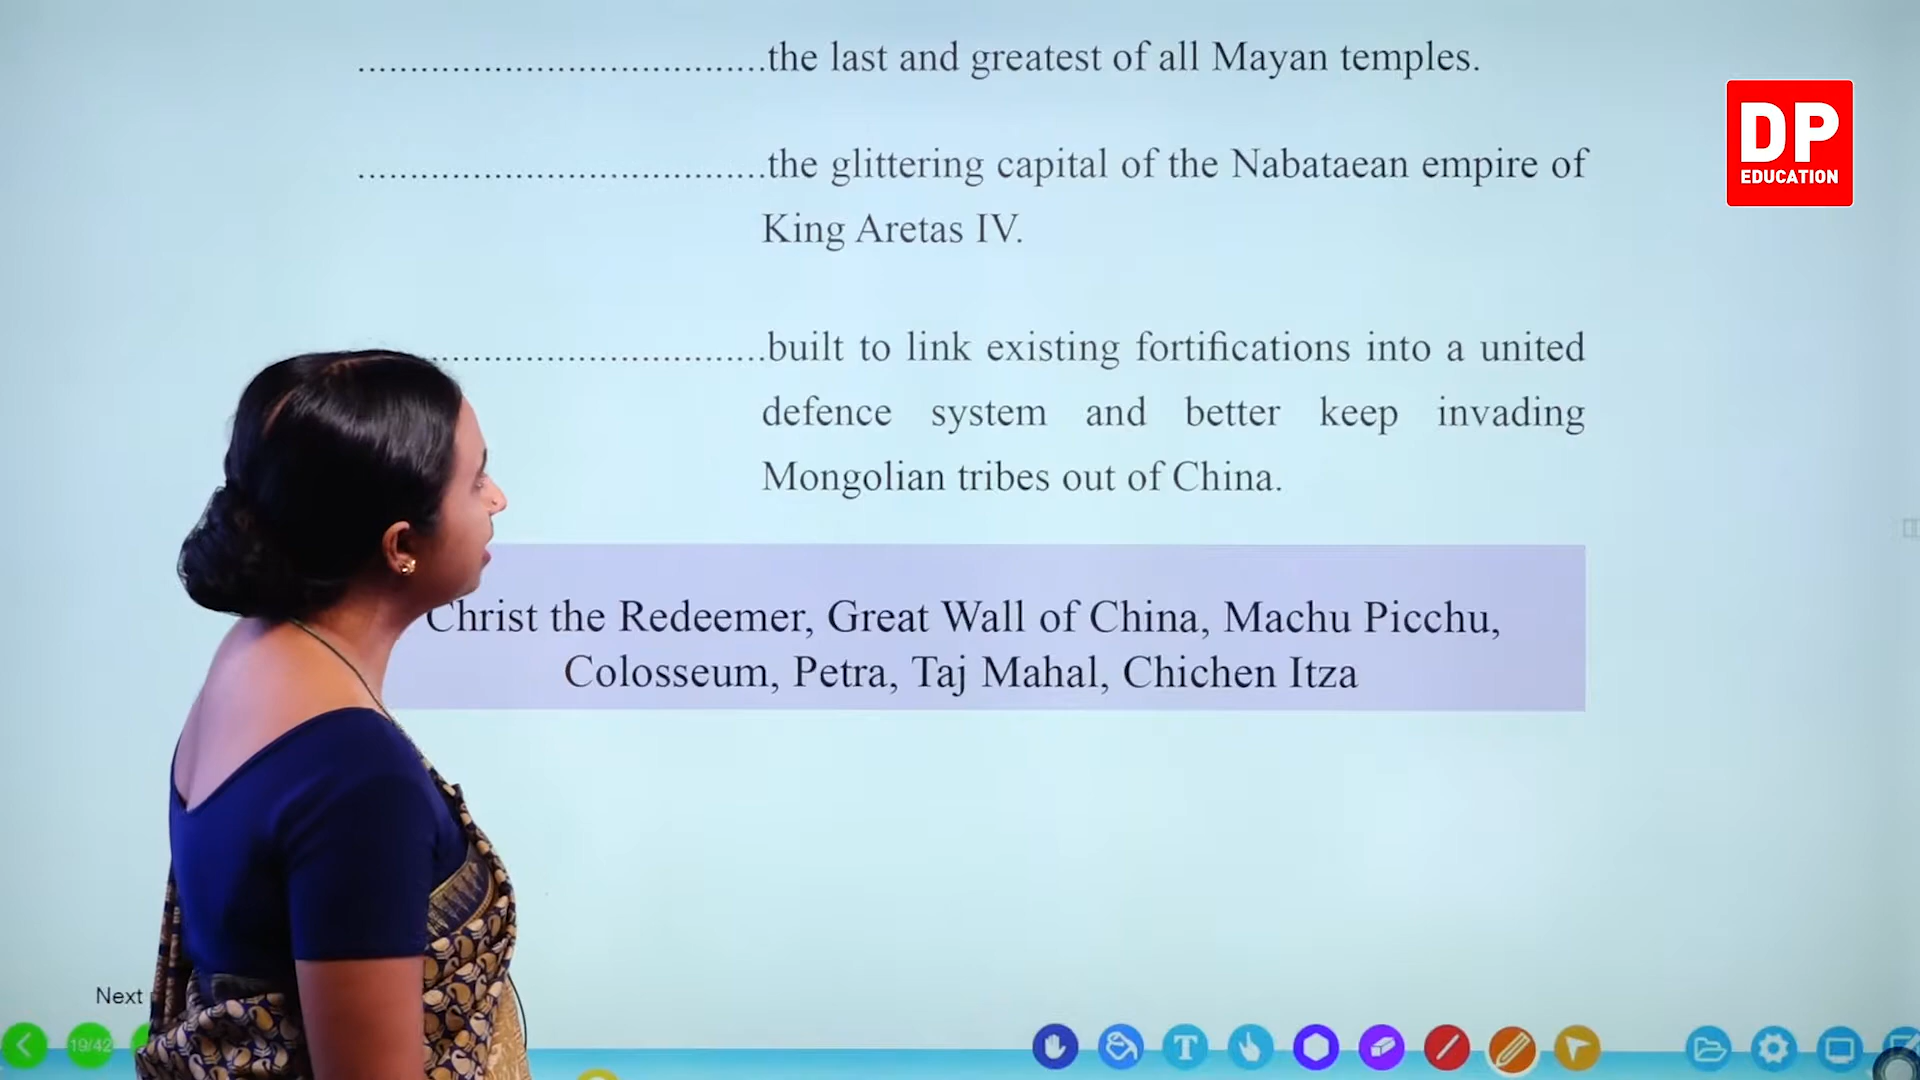 .......................................the last and greatest of all Mayan temples.
.......................................the glittering capital of the Nabataean empire of
King Aretas IV.
................................built to link existing fortifications into a united
defence system and better keep invading
Mongolian tribes out of China.
Christ the Redeemer, Great Wall of China, Machu Picchu,
Colosseum, Petra, Taj Mahal, Chichen Itza
DP
EDUCATION
Next
19/42
T